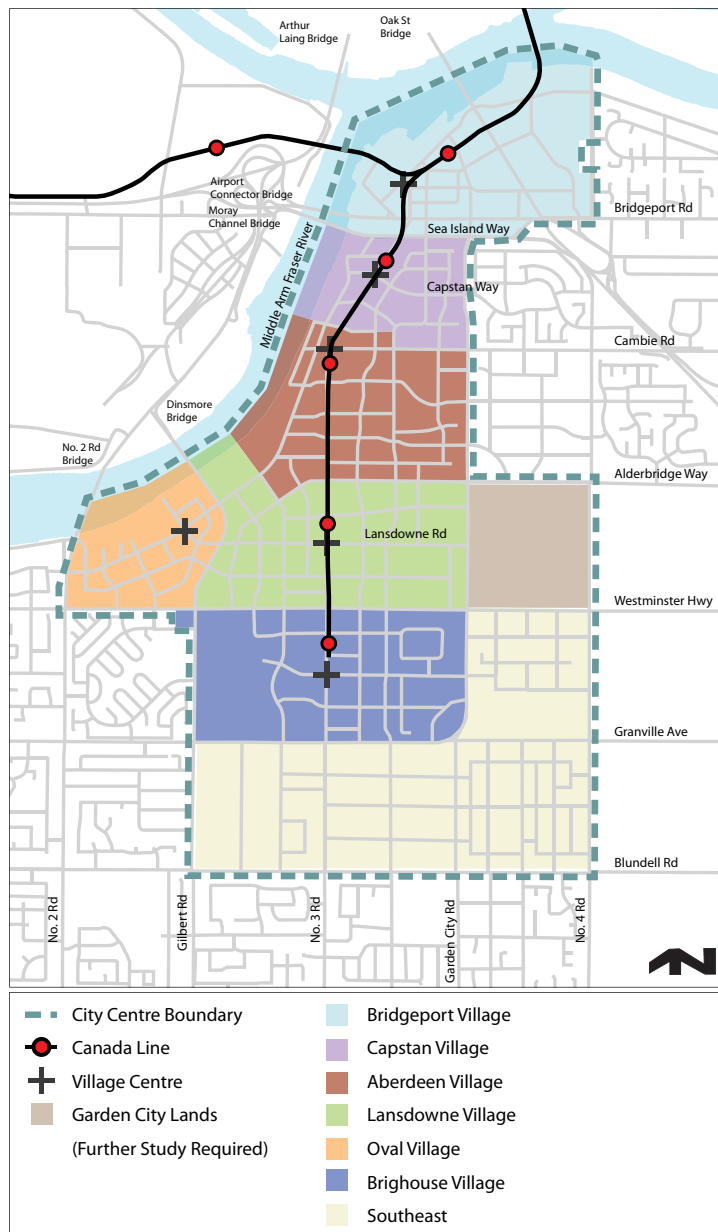 Arthur
Laing Bridge
Oak St
Bridge
Airport
Connector Bridge
Moray
Channel Bridge
Bridgeport Rd
Sea Island Way
Middle Arm Fraser River
Capstan Way
Cambie Rd
Dinsmore
Bridge
No. 2 Rd
Bridge
Alderbridge Way
Lansdowne Rd
Westminster Hwy
Granville Ave
Blundell Rd
No. 2 Rd
Gilbert Rd
No. 3 Rd
Garden City Rd
No. 4 Rd
N
City Centre Boundary
Canada Line
Village Centre
Garden City Lands
(Further Study Required)
Bridgeport Village
Capstan Village
Aberdeen Village
Lansdowne Village
Oval Village
Brighouse Village
Southeast